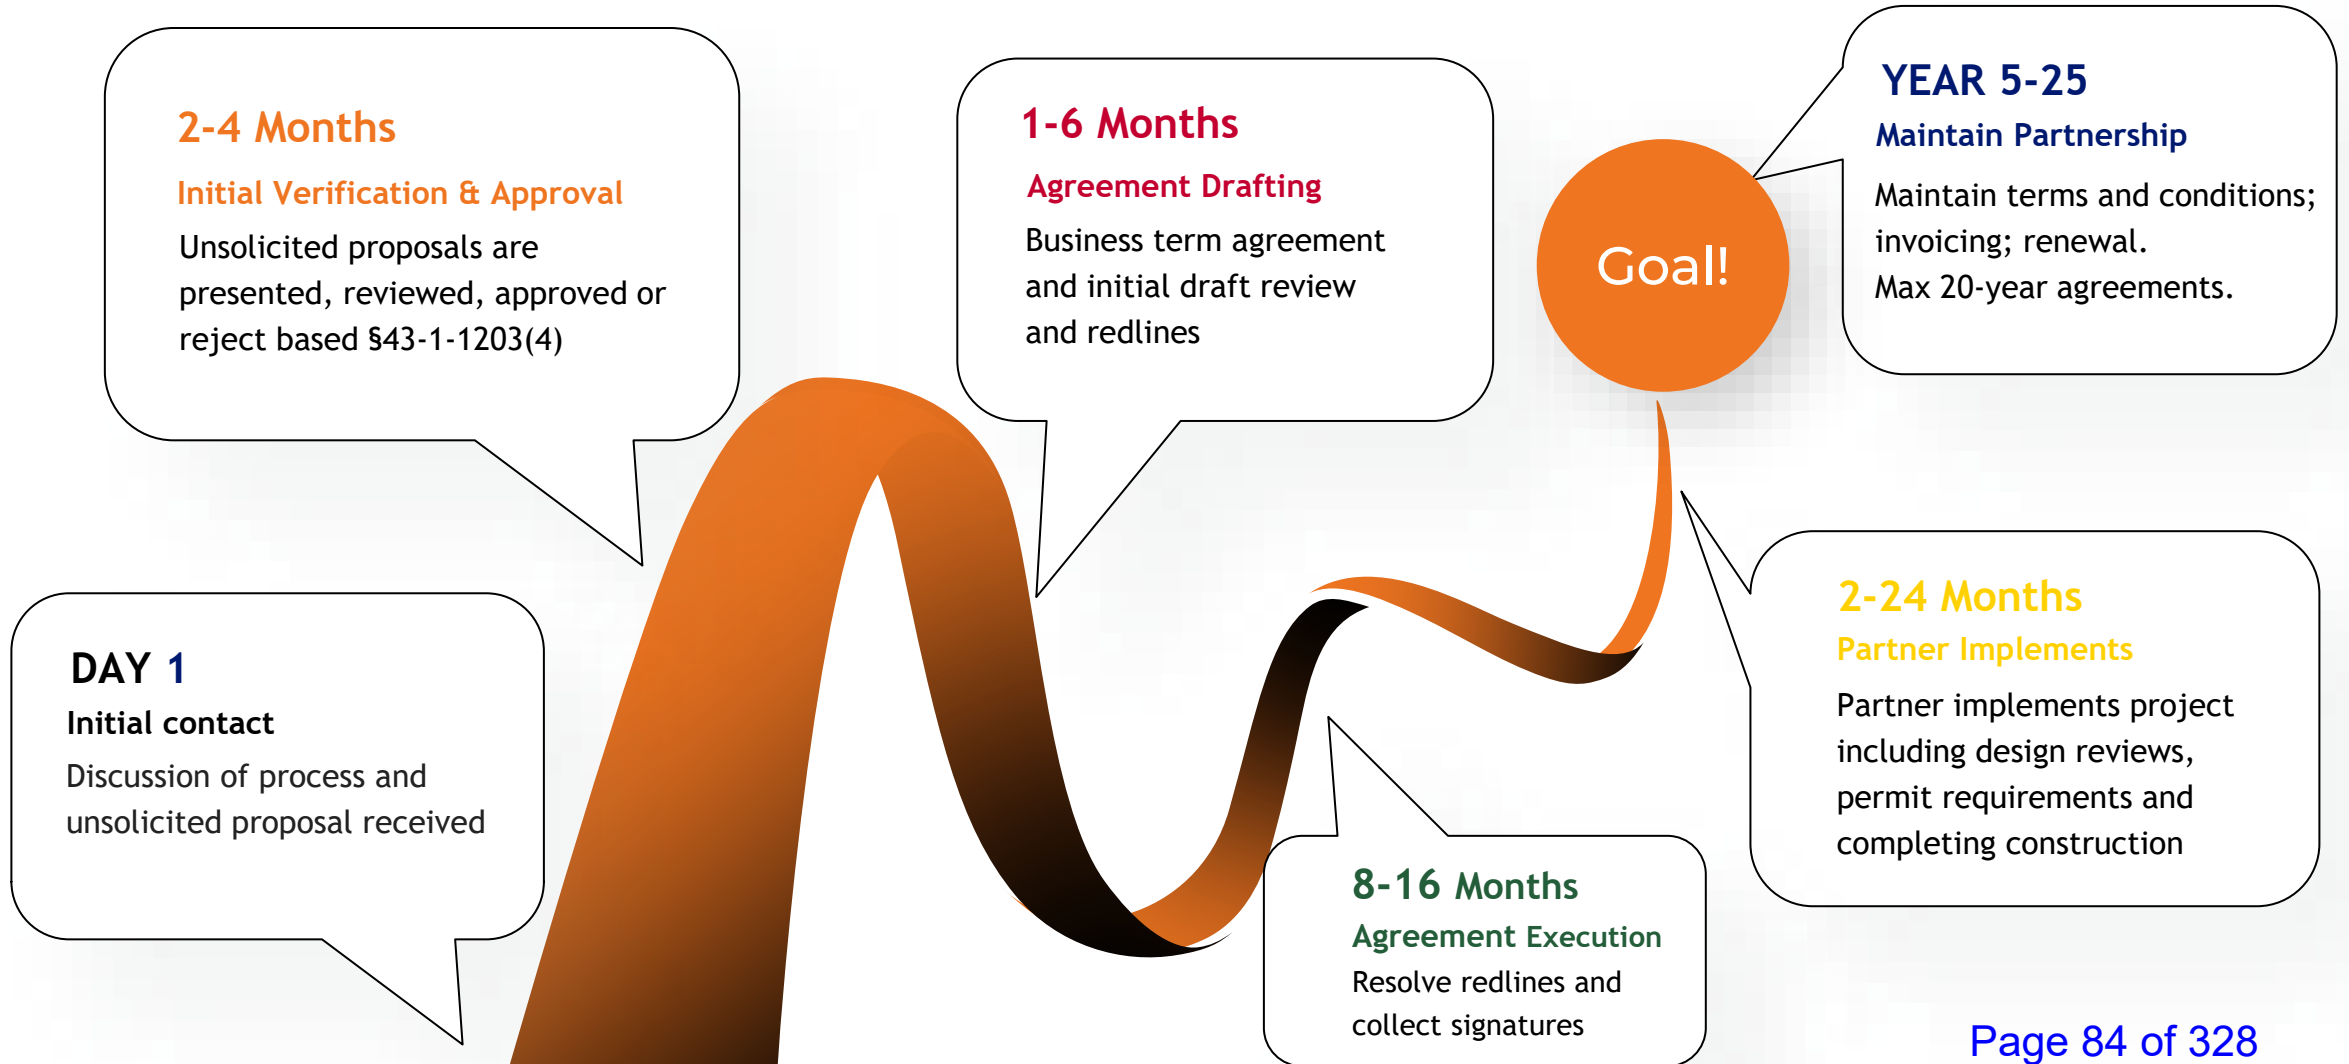 DAY 1
Initial contact
Discussion of process and
unsolicited proposal received
2-4 Months
Initial Verification & Approval
Unsolicited proposals are
presented, reviewed, approved or
reject based §43-1-1203(4)
1-6 Months
Agreement Drafting
Business term agreement
and initial draft review
and redlines
8-16 Months
Agreement Execution
Resolve redlines and
collect signatures
2-24 Months
Partner Implements
Partner implements project
including design reviews,
permit requirements and
completing construction
Goal!
YEAR 5-25
Maintain Partnership
Maintain terms and conditions;
invoicing; renewal.
Max 20-year agreements.
Page 84 of 328